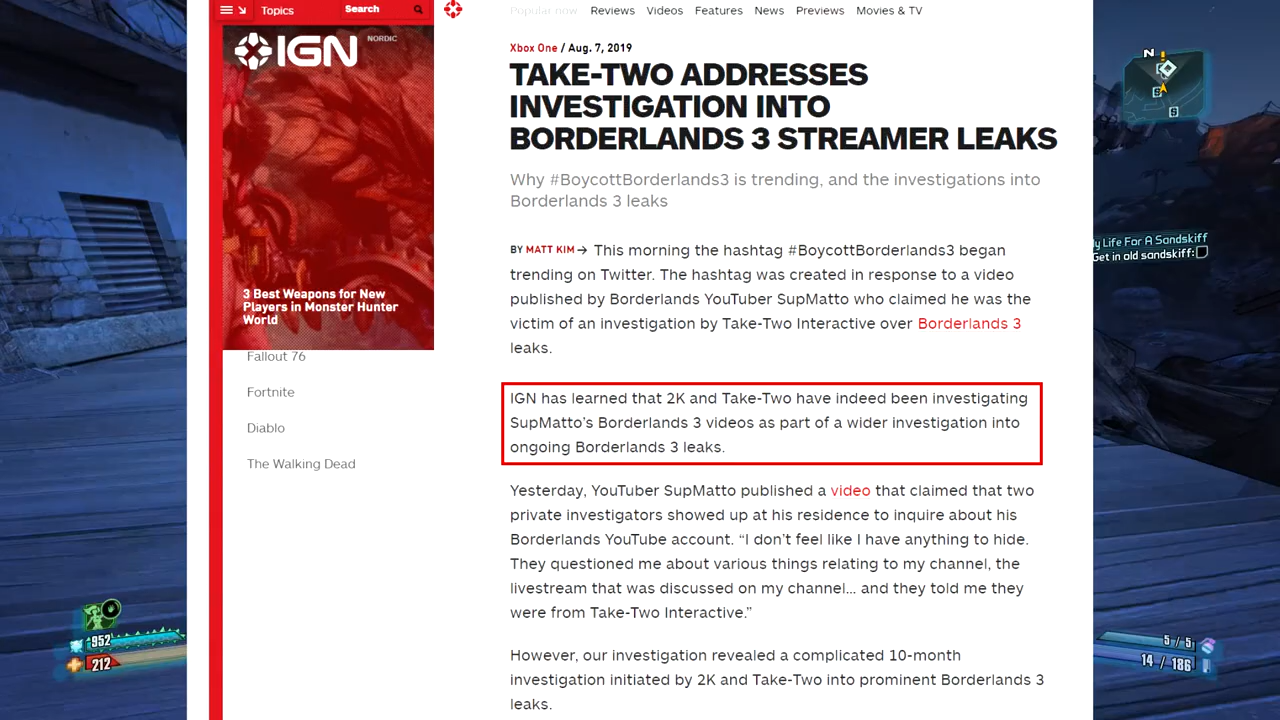 Topics
Search
Popular now
Reviews
Videos
Features
News
Previews
Movies & TV
IGN
NORDIC
3 Best Weapons for New
Players in Monster Hunter
World
Fallout 76
Fortnite
Diablo
The Walking Dead
Xbox One / Aug. 7, 2019
TAKE-TWO ADDRESSES
INVESTIGATION INTO
BORDERLANDS 3 STREAMER LEAKS
Why #BoycottBorderlands3 is trending, and the investigations into
Borderlands 3 leaks
BY MATT KIM → This morning the hashtag #BoycottBorderlands3 began
trending on Twitter. The hashtag was created in response to a video
published by Borderlands YouTuber SupMatto who claimed he was the
victim of an investigation by Take-Two Interactive over Borderlands 3
leaks.
IGN has learned that 2K and Take-Two have indeed been investigating
SupMatto's Borderlands 3 videos as part of a wider investigation into
ongoing Borderlands 3 leaks.
Yesterday, YouTuber SupMatto published a video that claimed that two
private investigators showed up at his residence to inquire about his
Borderlands YouTube account. “I don't feel like I have anything to hide.
They questioned me about various things relating to my channel, the
livestream that was discussed on my channel... and they told me they
were from Take-Two Interactive.”
However, our investigation revealed a complicated 10-month
investigation initiated by 2K and Take-Two into prominent Borderlands 3
leaks.
N
S
y Life For A Sandskiff
Get in old sandskiff:
952
212
5 / 5
14 / 186